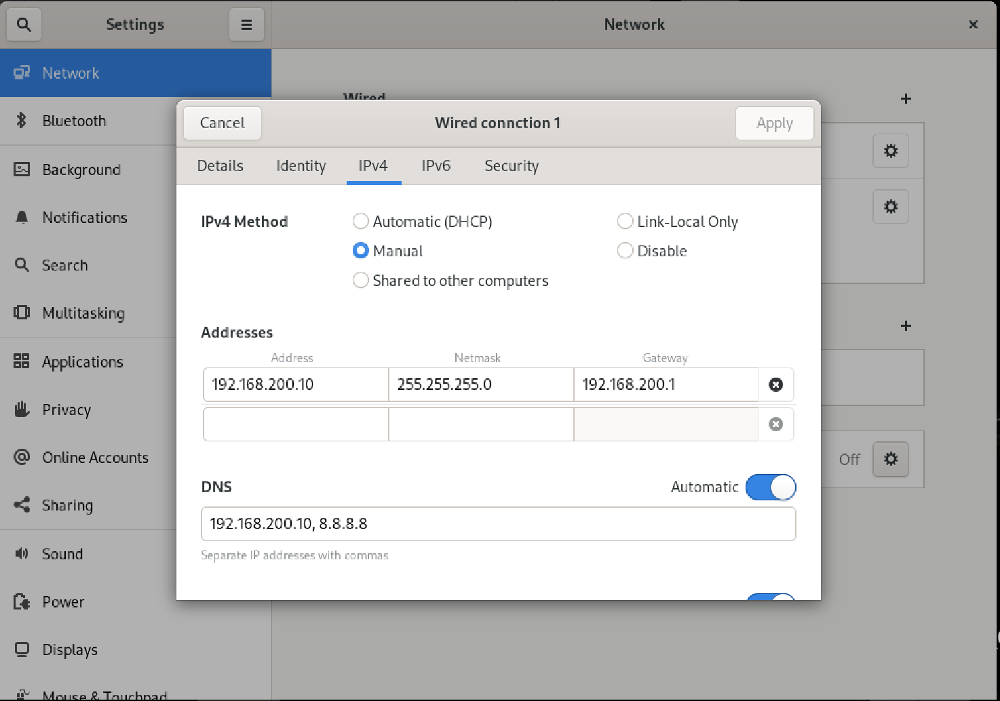 Settings
Network
Network
Bluetooth
Background
Notifications
Search
Multitasking
Applications
Privacy
Online Accounts
Sharing
Sound
Power
Displays
Mouse & Touchpad
Wired
Off
Cancel
Wired connction 1
Apply
Details Identity IPv4 IPv6 Security
IPv4 Method
Automatic (DHCP) Link-Local Only
Manual Disable
Shared to other computers
Addresses
Address Netmask Gateway
192.168.200.10 255.255.255.0 192.168.200.1
DNS Automatic
192.168.200.10, 8.8.8.8
Separate IP addresses with commas